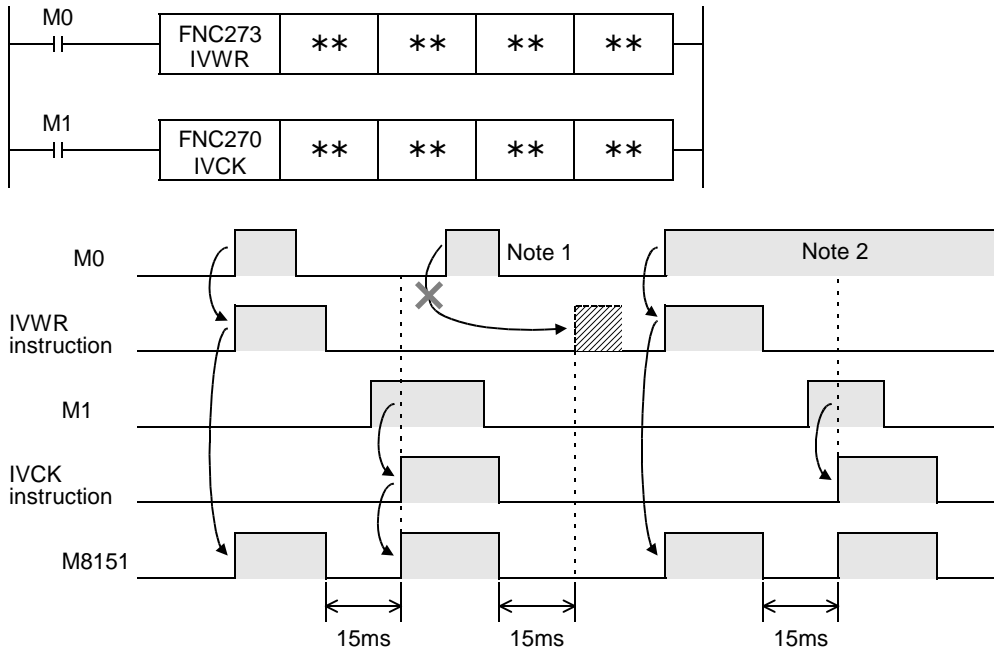 M0
FNC273 ** ** ** **
IVWR
M1
FNC270 ** ** ** **
IVCK
M0 Note 1 Note 2
IVWR
instruction
M1
IVCK
instruction
M8151
15ms 15ms 15ms